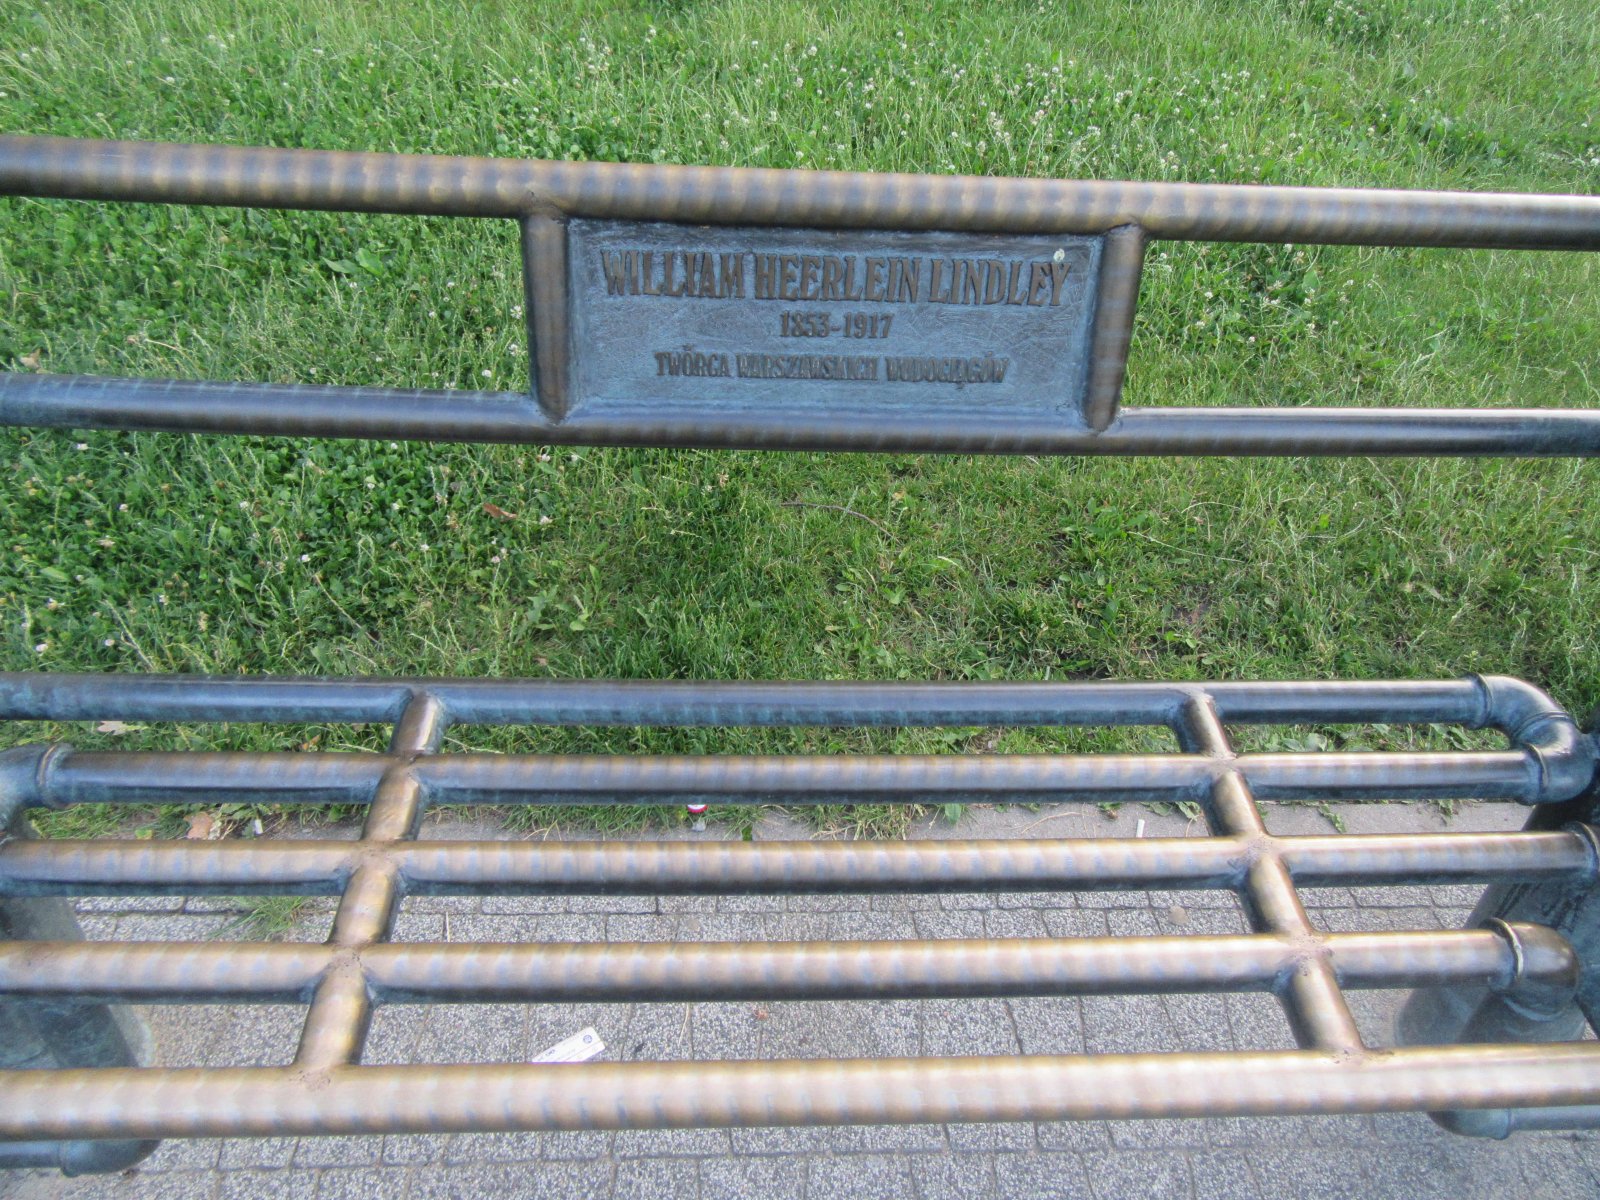 WILLIAM HEERLEIN LINDLEY
1853-1917
TWÓRCA WARSZAWSKICH WODOCIĄGÓW